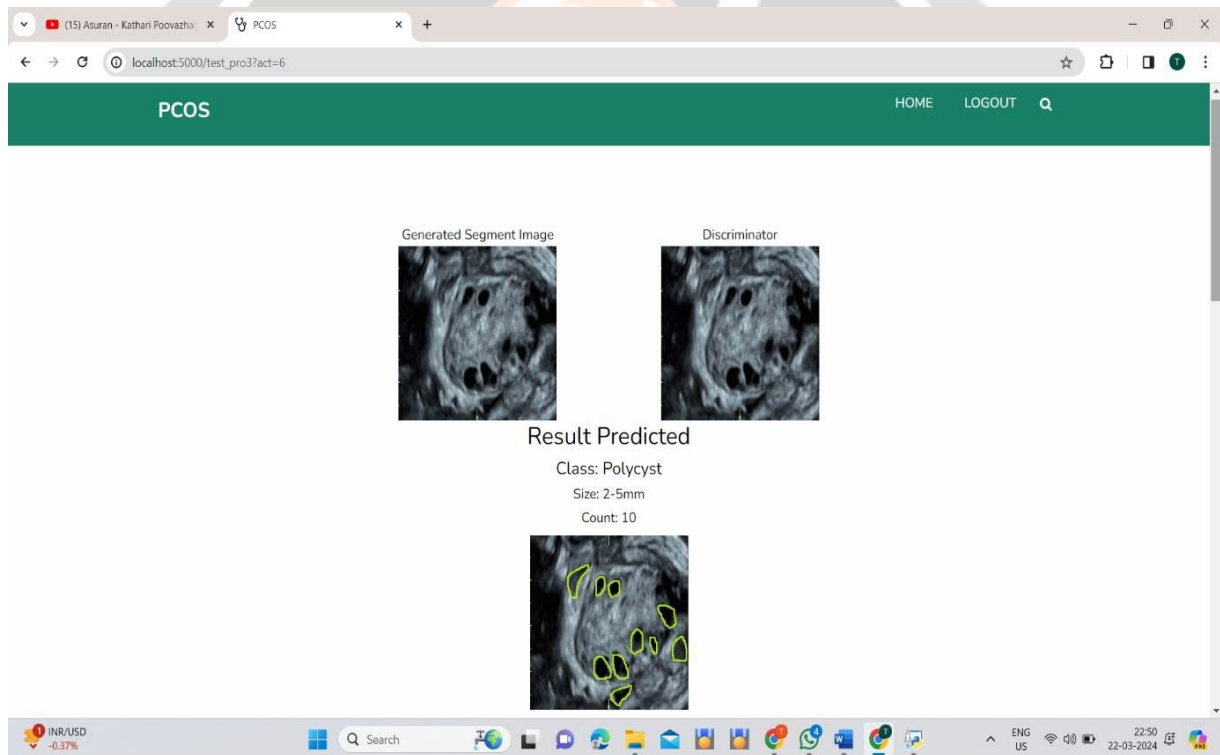 (15) Asuran - Kathari Poovazha
PCOS
localhost:5000/test_pro3?act=6
T
PCOS
HOME
LOGOUT
Generated Segment Image
Discriminator
Result Predicted
Class: Polycyst
Size: 2-5mm
Count: 10
1
INR/USD
-0.37%
Search
ENG
US
22:50
22-03-2024